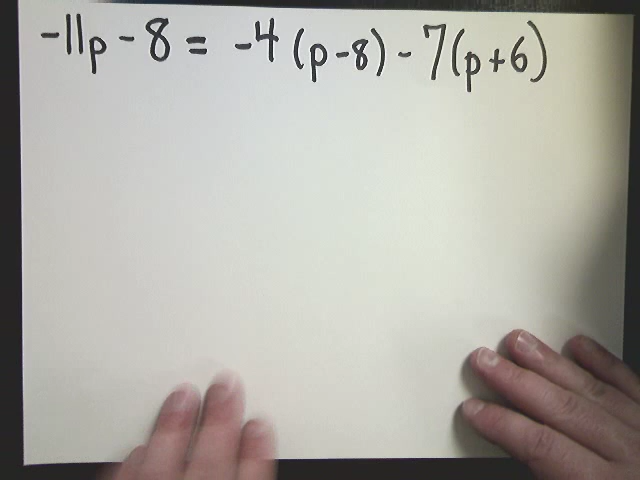 -11p - 8 = -4 (p-8) - 7(p+6)